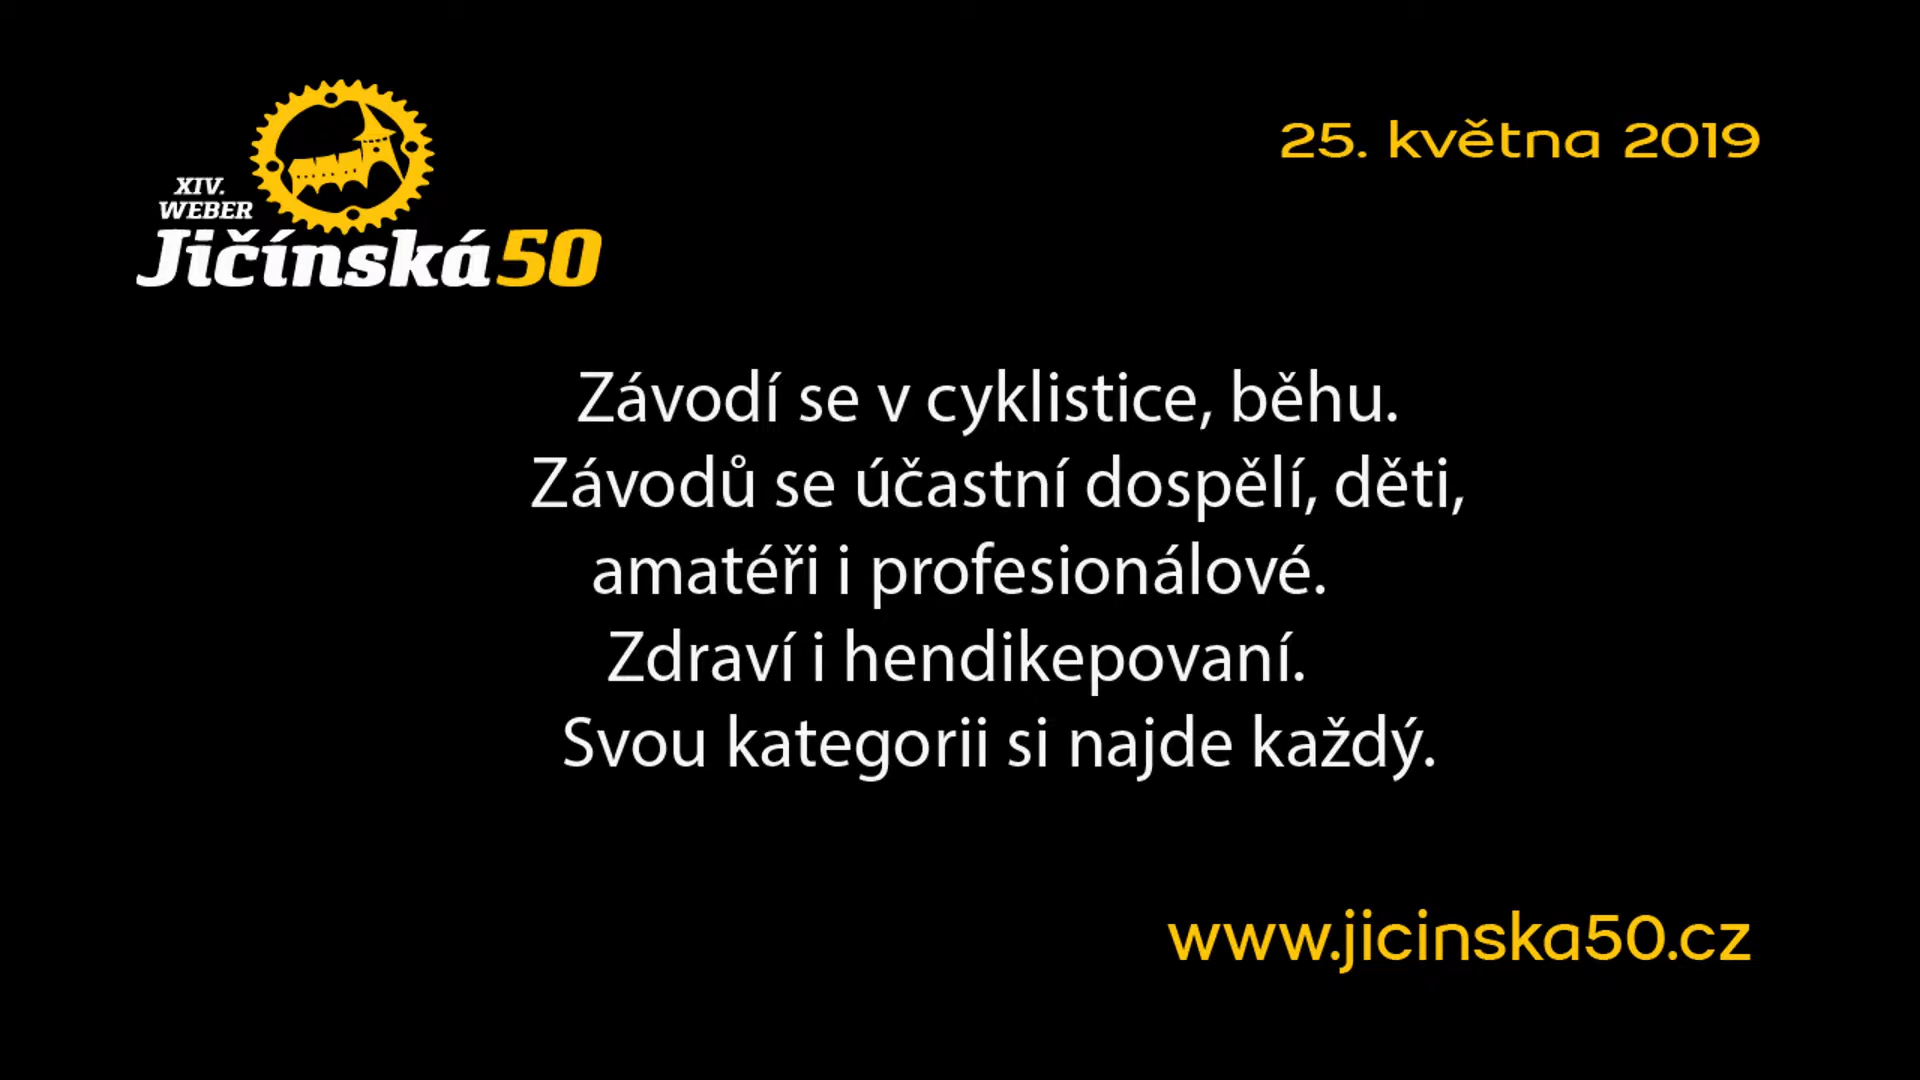 XIV.
WEBER
Jičínská50
25. května 2019
Závodí se v cyklistice, běhu.
Závodů se účastní dospělí, děti,
amatéři i profesionálové.
Zdraví i hendikepovaní.
Svou kategorii si najde každý.
www.jicinska50.cz